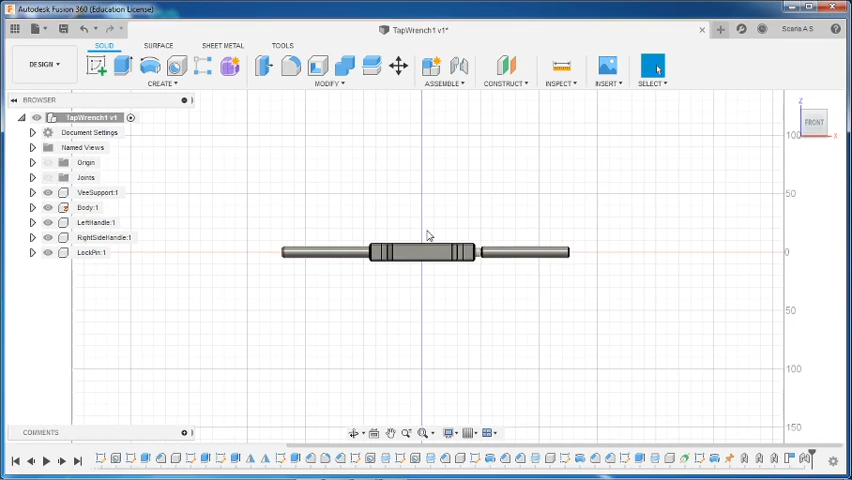 Autodesk Fusion 360 (Education License)
TapWrench1 v1*
Scaria A S
SOLID SURFACE SHEET METAL TOOLS
DESIGN
CREATE MODIFY ASSEMBLE CONSTRUCT INSPECT INSERT SELECT
BROWSER
TapWrench1 v1
Document Settings
Named Views
Origin
Joints
VeeSupport:1
Body:1
LeftHandle:1
RightSideHandle:1
LockPin:1
Z
FRONT
X
100
50
0
50
100
150
COMMENTS